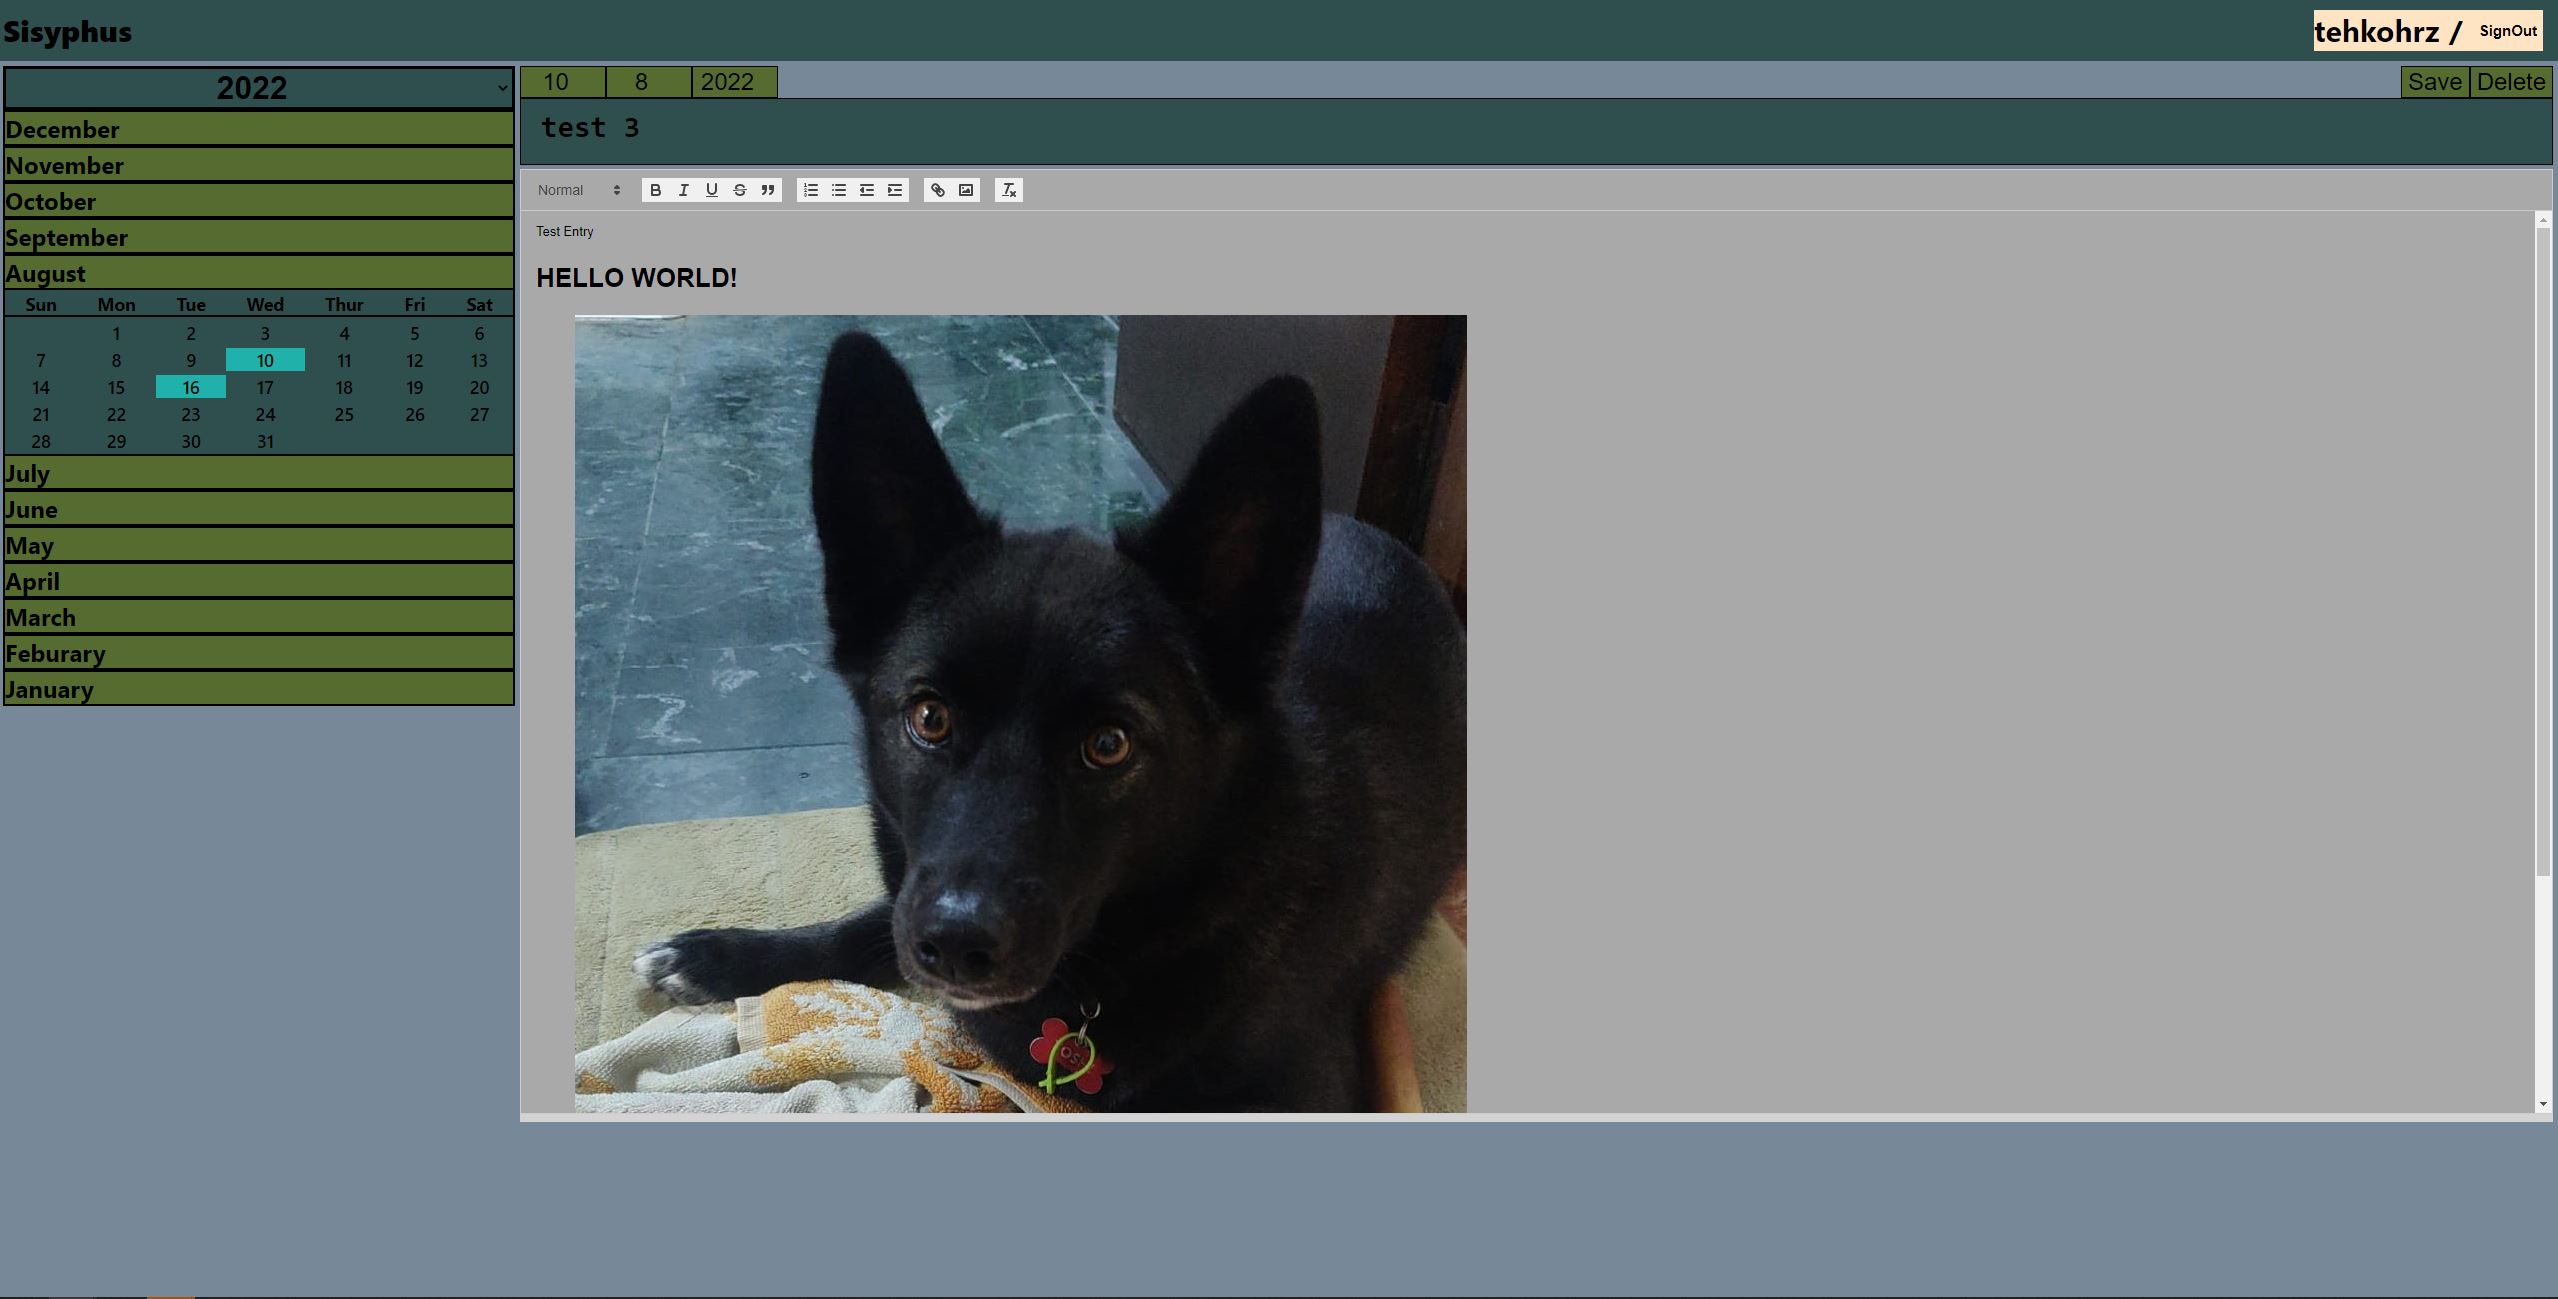 Sisyphus
tehkohrz / SignOut
2022
December
November
October
September
August
Sun Mon Tue Wed Thur Fri Sat
1 2 3 4 5 6
7 8 9 10 11 12 13
14 15 16 17 18 19 20
21 22 23 24 25 26 27
28 29 30 31
July
June
May
April
March
Feburary
January
10 8 2022
Save Delete
test 3
Normal
Test Entry
HELLO WORLD!